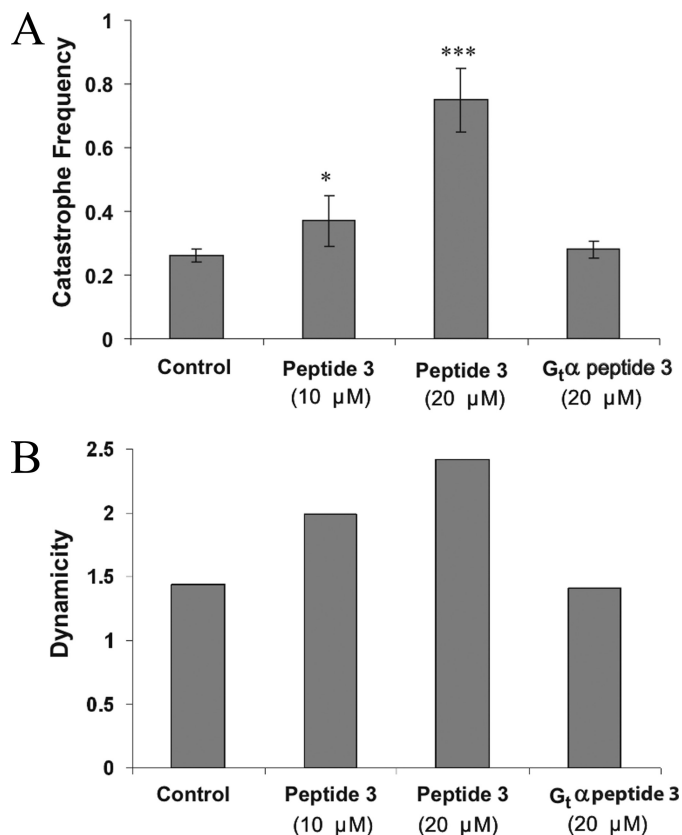 A
Catastrophe Frequency
1
0.8
0.6
0.4
0.2
0
*
***
Control
Peptide 3
(10 μM)
Peptide 3
(20 μM)
Gtα peptide 3
(20 μM)
B
Dynamicity
2.5
2
1.5
1
0.5
0
Control
Peptide 3
(10 μM)
Peptide 3
(20 μM)
Gtα peptide 3
(20 μM)